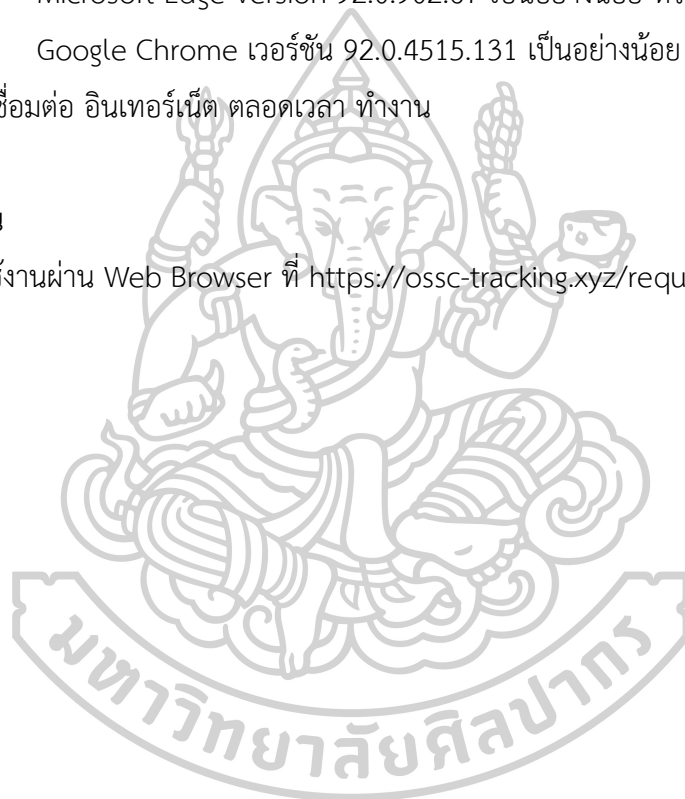 Microsoft Edge version 92.0.902.67 เป็นอย่างน้อย
Google Chrome เวอร์ชัน 92.0.4515.131 เป็นอย่างน้อย
ชื่อมต่อ อินเทอร์เน็ต ตลอดเวลา ทำงาน
งานผ่าน Web Browser ที่ https://ossc-tracking.xyz/requ
มหาวิทยาลัยศิลปากร